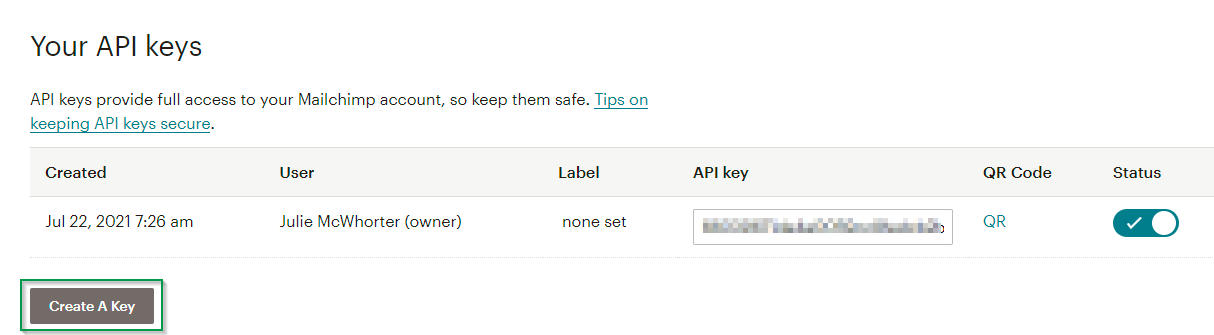 Your API keys
API keys provide full access to your Mailchimp account, so keep them safe. Tips on
keeping API keys secure.
Created User Label API key QR Code Status
Jul 22, 2021 7:26 am Julie McWhorter (owner) none set QR
Create A Key